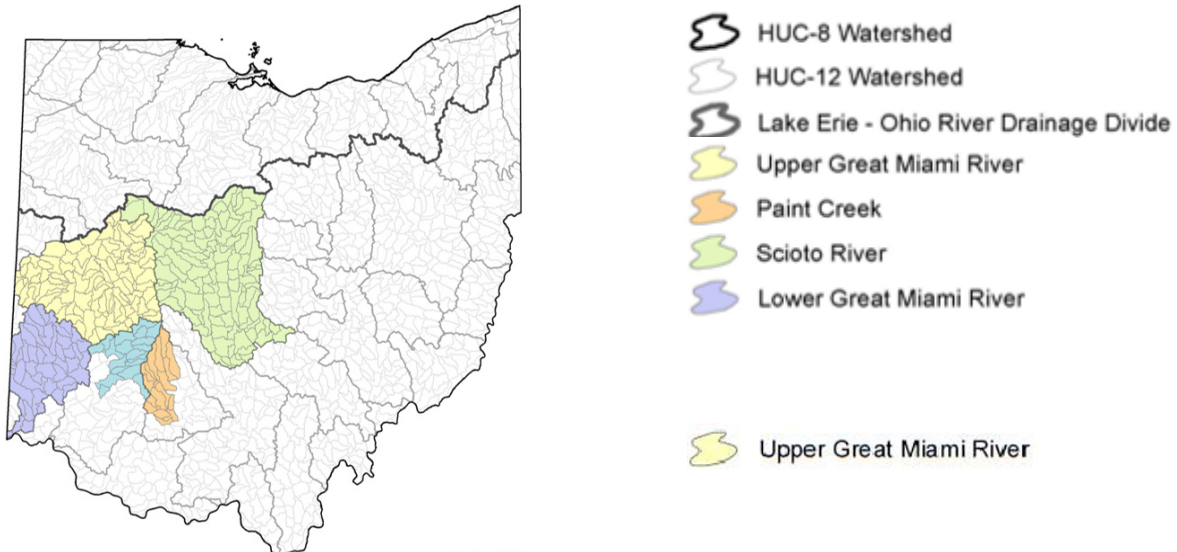 HUC-8 Watershed
HUC-12 Watershed
Lake Erie - Ohio River Drainage Divide
Upper Great Miami River
Paint Creek
Scioto River
Lower Great Miami River
Upper Great Miami River